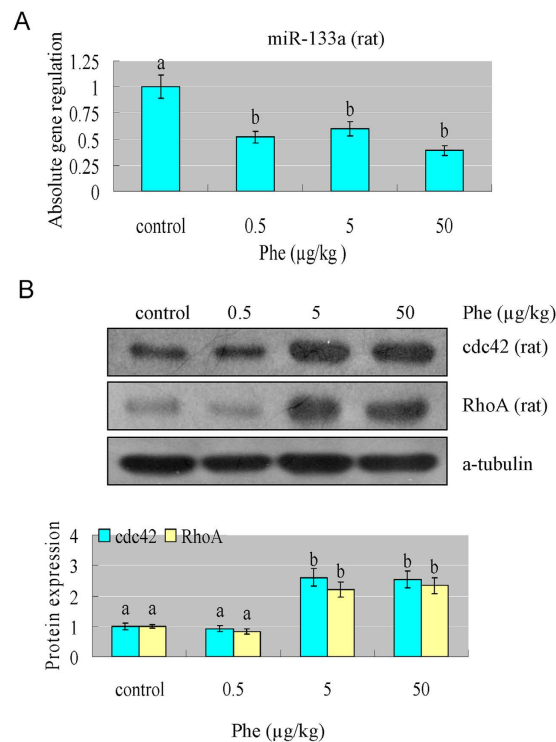 A
miR-133a (rat)
Absolute gene regulation
1.25
1
0.75
0.5
0.25
0
a
b
b
b
control 0.5 5 50
Phe (µg/kg )
B
control 0.5 5 50 Phe (µg/kg)
cdc42 (rat)
RhoA (rat)
a-tubulin
cdc42 RhoA
Protein expression
4
3
2
1
0
a a a a b b b b
control 0.5 5 50
Phe (µg/kg)